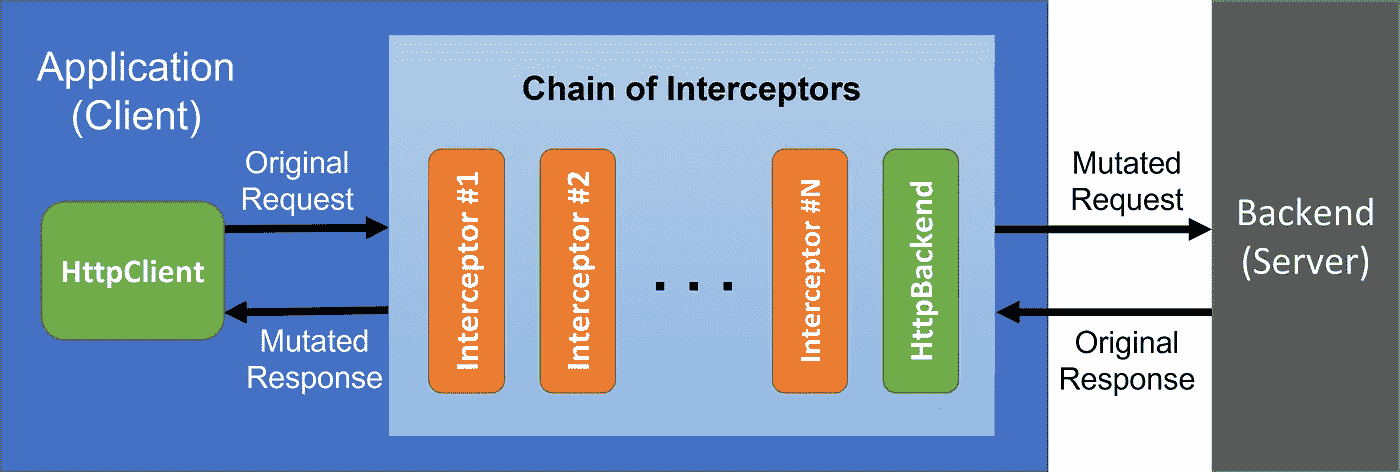 Application
(Client)
Chain of Interceptors
Original
Request
HttpClient
Mutated
Response
Interceptor #1
Interceptor #2
. . .
Interceptor #N
HttpBackend
Mutated
Request
Original
Response
Backend
(Server)